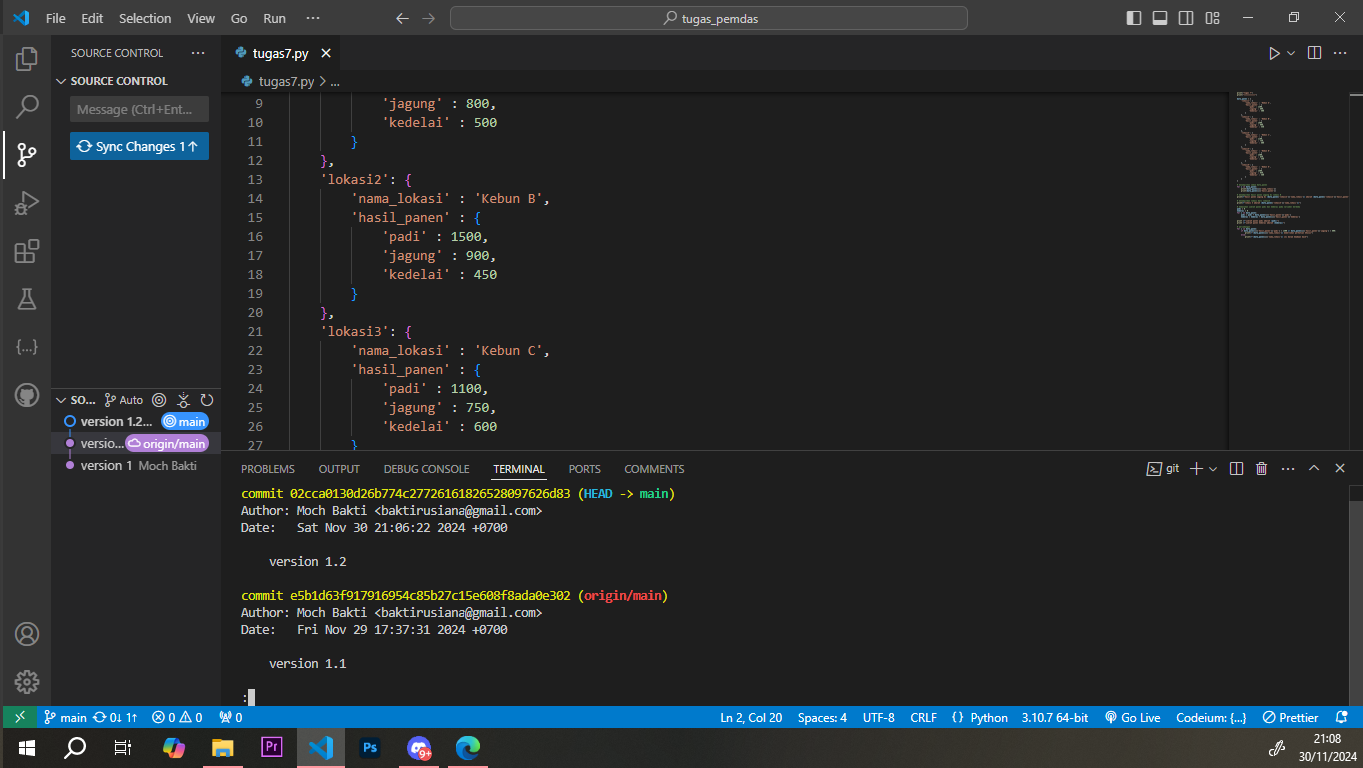 File Edit Selection View Go Run ···
tugas_pemdas
SOURCE CONTROL ···
SOURCE CONTROL
Message (Ctrl+Ent...
Sync Changes 1↑
SO... Auto
version 1.2... main
versio... origin/main
version 1 Moch Bakti
tugas7.py
tugas7.py > ...
9 'jagung' : 800,
10 'kedelai' : 500
11 }
12 },
13 'lokasi2': {
14 'nama_lokasi' : 'Kebun B',
15 'hasil_panen' : {
16 'padi' : 1500,
17 'jagung' : 900,
18 'kedelai' : 450
19 }
20 },
21 'lokasi3': {
22 'nama_lokasi' : 'Kebun C',
23 'hasil_panen' : {
24 'padi' : 1100,
25 'jagung' : 750,
26 'kedelai' : 600
27 }
PROBLEMS OUTPUT DEBUG CONSOLE TERMINAL PORTS COMMENTS git
commit 02cca0130d26b774c2772616182652809762​6d83 (HEAD -> main)
Author: Moch Bakti <baktirusiana@gmail.com>
Date: Sat Nov 30 21:06:22 2024 +0700
version 1.2
commit e5b1d63f917916954c85b27c15e608f8ada0e302 (origin/main)
Author: Moch Bakti <baktirusiana@gmail.com>
Date: Fri Nov 29 17:37:31 2024 +0700
version 1.1
:
main 0↓ 1↑ 0 0 0 Ln 2, Col 20 Spaces: 4 UTF-8 CRLF {} Python 3.10.7 64-bit Go Live Codeium: {...} Prettier
Pr Ps 9+
21:08
30/11/2024